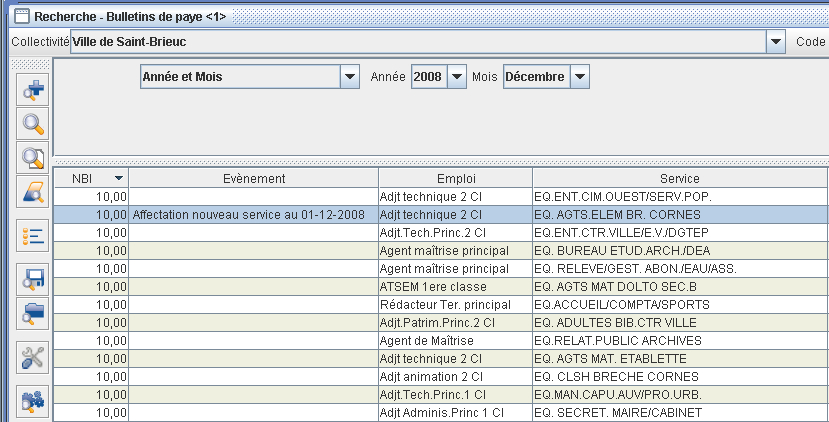 Recherche - Bulletins de paye <1>
Collectivité Ville de Saint-Brieuc Code
Année et Mois Année 2008 Mois Décembre
NBI Evènement Emploi Service
10,00 Adjt technique 2 Cl EQ.ENT.CIM.OUEST/SERV.POP.
10,00 Affectation nouveau service au 01-12-2008 Adjt technique 2 Cl EQ. AGTS.ELEM BR. CORNES
10,00 Adjt.Tech.Princ.2 Cl EQ.ENT.CTR.VILLE/E.V./DGTEP
10,00 Agent maîtrise principal EQ. BUREAU ETUD.ARCH./DEA
10,00 Agent maîtrise principal EQ. RELEVE/GEST. ABON./EAU/ASS.
10,00 ATSEM 1ere classe EQ. AGTS MAT DOLTO SEC.B
10,00 Rédacteur Ter. principal EQ.ACCUEIL/COMPTA/SPORTS
10,00 Adjt.Patrim.Princ.2 Cl EQ. ADULTES BIB.CTR VILLE
10,00 Agent de Maîtrise EQ.RELAT.PUBLIC ARCHIVES
10,00 Adjt technique 2 Cl EQ. AGTS MAT. ETABLETTE
10,00 Adjt animation 2 Cl EQ. CLSH BRECHE CORNES
10,00 Adjt.Tech.Princ.1 Cl EQ.MAN.CAPU.AUV/PRO.URB.
10,00 Adjt Adminis.Princ 1 Cl EQ. SECRET. MAIRE/CABINET